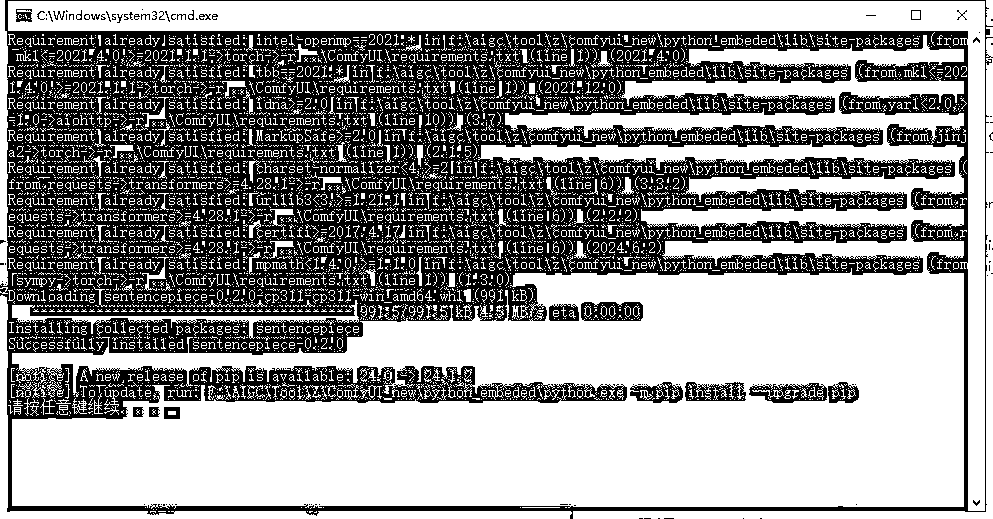 C:\Windows\system32\cmd.exe
Requirement already satisfied: intel-openmp==2021.* in f:\aigc\tool\z\comfyui_new\python_embeded\lib\site-packages (from
mkl<=2021.4.0,>=2021.1.1->torch->-r ..\ComfyUI\requirements.txt (line 1)) (2021.4.0)
Requirement already satisfied: tbb==2021.* in f:\aigc\tool\z\comfyui_new\python_embeded\lib\site-packages (from mkl<=202
1.4.0,>=2021.1.1->torch->-r ..\ComfyUI\requirements.txt (line 1)) (2021.12.0)
Requirement already satisfied: idna>=2.0 in f:\aigc\tool\z\comfyui_new\python_embeded\lib\site-packages (from yarl<2.0,>
=1.0->aiohttp->-r ..\ComfyUI\requirements.txt (line 10)) (3.7)
Requirement already satisfied: MarkupSafe>=2.0 in f:\aigc\tool\z\comfyui_new\python_embeded\lib\site-packages (from jinj
a2->torch->-r ..\ComfyUI\requirements.txt (line 1)) (2.1.5)
Requirement already satisfied: charset-normalizer<4,>=2 in f:\aigc\tool\z\comfyui_new\python_embeded\lib\site-packages (
from requests->transformers>=4.28.1->-r ..\ComfyUI\requirements.txt (line 6)) (3.3.2)
Requirement already satisfied: urllib3<3,>=1.21.1 in f:\aigc\tool\z\comfyui_new\python_embeded\lib\site-packages (from r
equests->transformers>=4.28.1->-r ..\ComfyUI\requirements.txt (line 6)) (2.2.2)
Requirement already satisfied: certifi>=2017.4.17 in f:\aigc\tool\z\comfyui_new\python_embeded\lib\site-packages (from r
equests->transformers>=4.28.1->-r ..\ComfyUI\requirements.txt (line 6)) (2024.6.2)
Requirement already satisfied: mpmath<1.4.0,>=1.1.0 in f:\aigc\tool\z\comfyui_new\python_embeded\lib\site-packages (from
sympy->torch->-r ..\ComfyUI\requirements.txt (line 1)) (1.3.0)
Downloading sentencepiece-0.2.0-cp311-cp311-win_amd64.whl (991 kB)
991.5/991.5 kB 4.5 MB/s eta 0:00:00
Installing collected packages: sentencepiece
Successfully installed sentencepiece-0.2.0
[notice] A new release of pip is available: 24.0 -> 24.1.2
[notice] To update, run: F:\AIGC\Tool\Z\ComfyUI_new\python_embeded\python.exe -m pip install --upgrade pip
请按任意键继续. . .